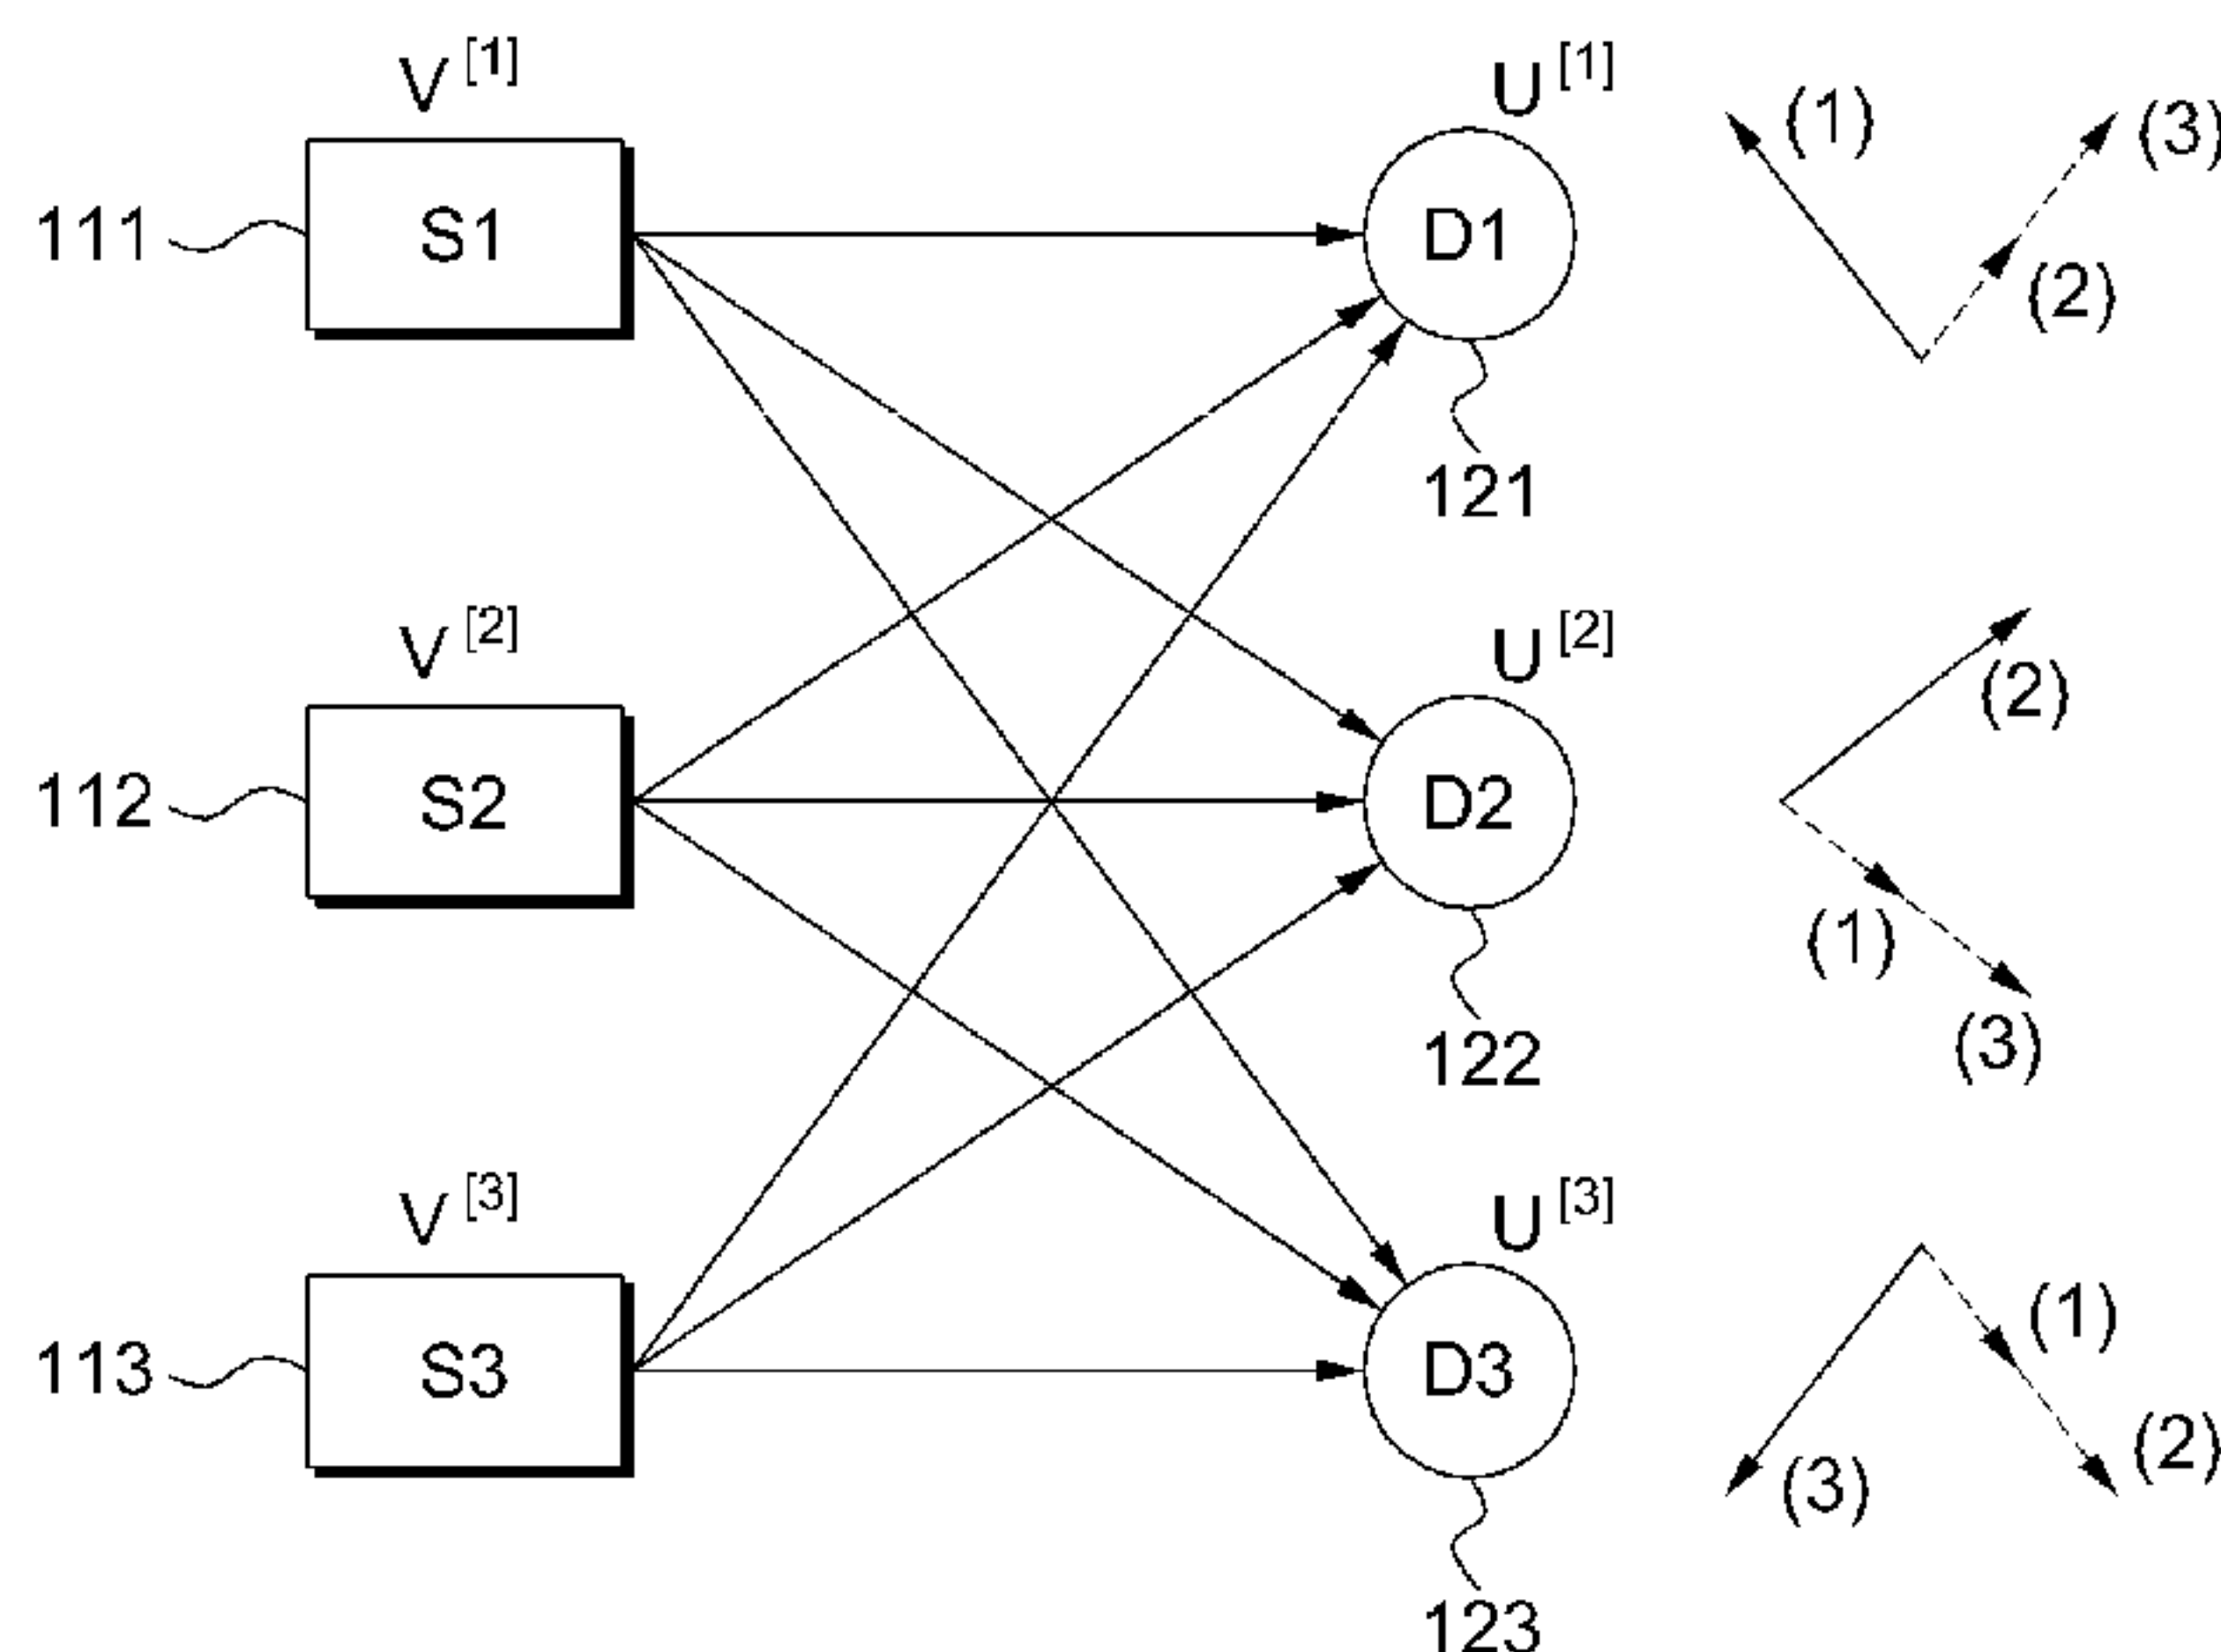 V [1]
U [1]
(1)
(3)
111
S1
D1
(2)
121
V [2]
U [2]
(2)
112
S2
D2
(1)
(3)
122
V [3]
U [3]
(1)
113
S3
D3
(2)
(3)
123